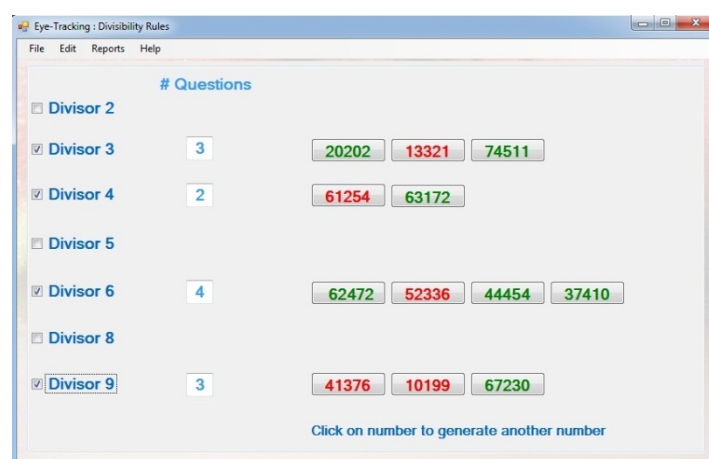 Eye-Tracking : Divisibility Rules
File Edit Reports Help
# Questions
Divisor 2
Divisor 3 3 20202 13321 74511
Divisor 4 2 61254 63172
Divisor 5
Divisor 6 4 62472 52336 44454 37410
Divisor 8
Divisor 9 3 41376 10199 67230
Click on number to generate another number